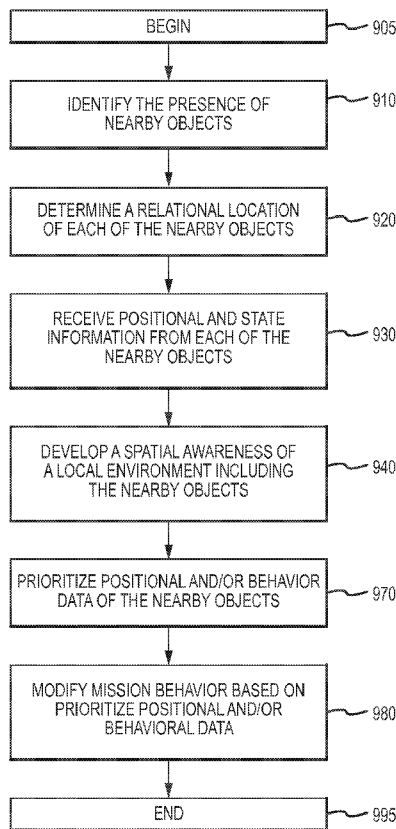 BEGIN
905
IDENTIFY THE PRESENCE OF
NEARBY OBJECTS
910
DETERMINE A RELATIONAL LOCATION
OF EACH OF THE NEARBY OBJECTS
920
RECEIVE POSITIONAL AND STATE
INFORMATION FROM EACH OF THE
NEARBY OBJECTS
930
DEVELOP A SPATIAL AWARENESS OF
A LOCAL ENVIRONMENT INCLUDING
THE NEARBY OBJECTS
940
PRIORITIZE POSITIONAL AND/OR BEHAVIOR
DATA OF THE NEARBY OBJECTS
970
MODIFY MISSION BEHAVIOR BASED ON
PRIORITIZE POSITIONAL AND/OR
BEHAVIORAL DATA
980
END
995